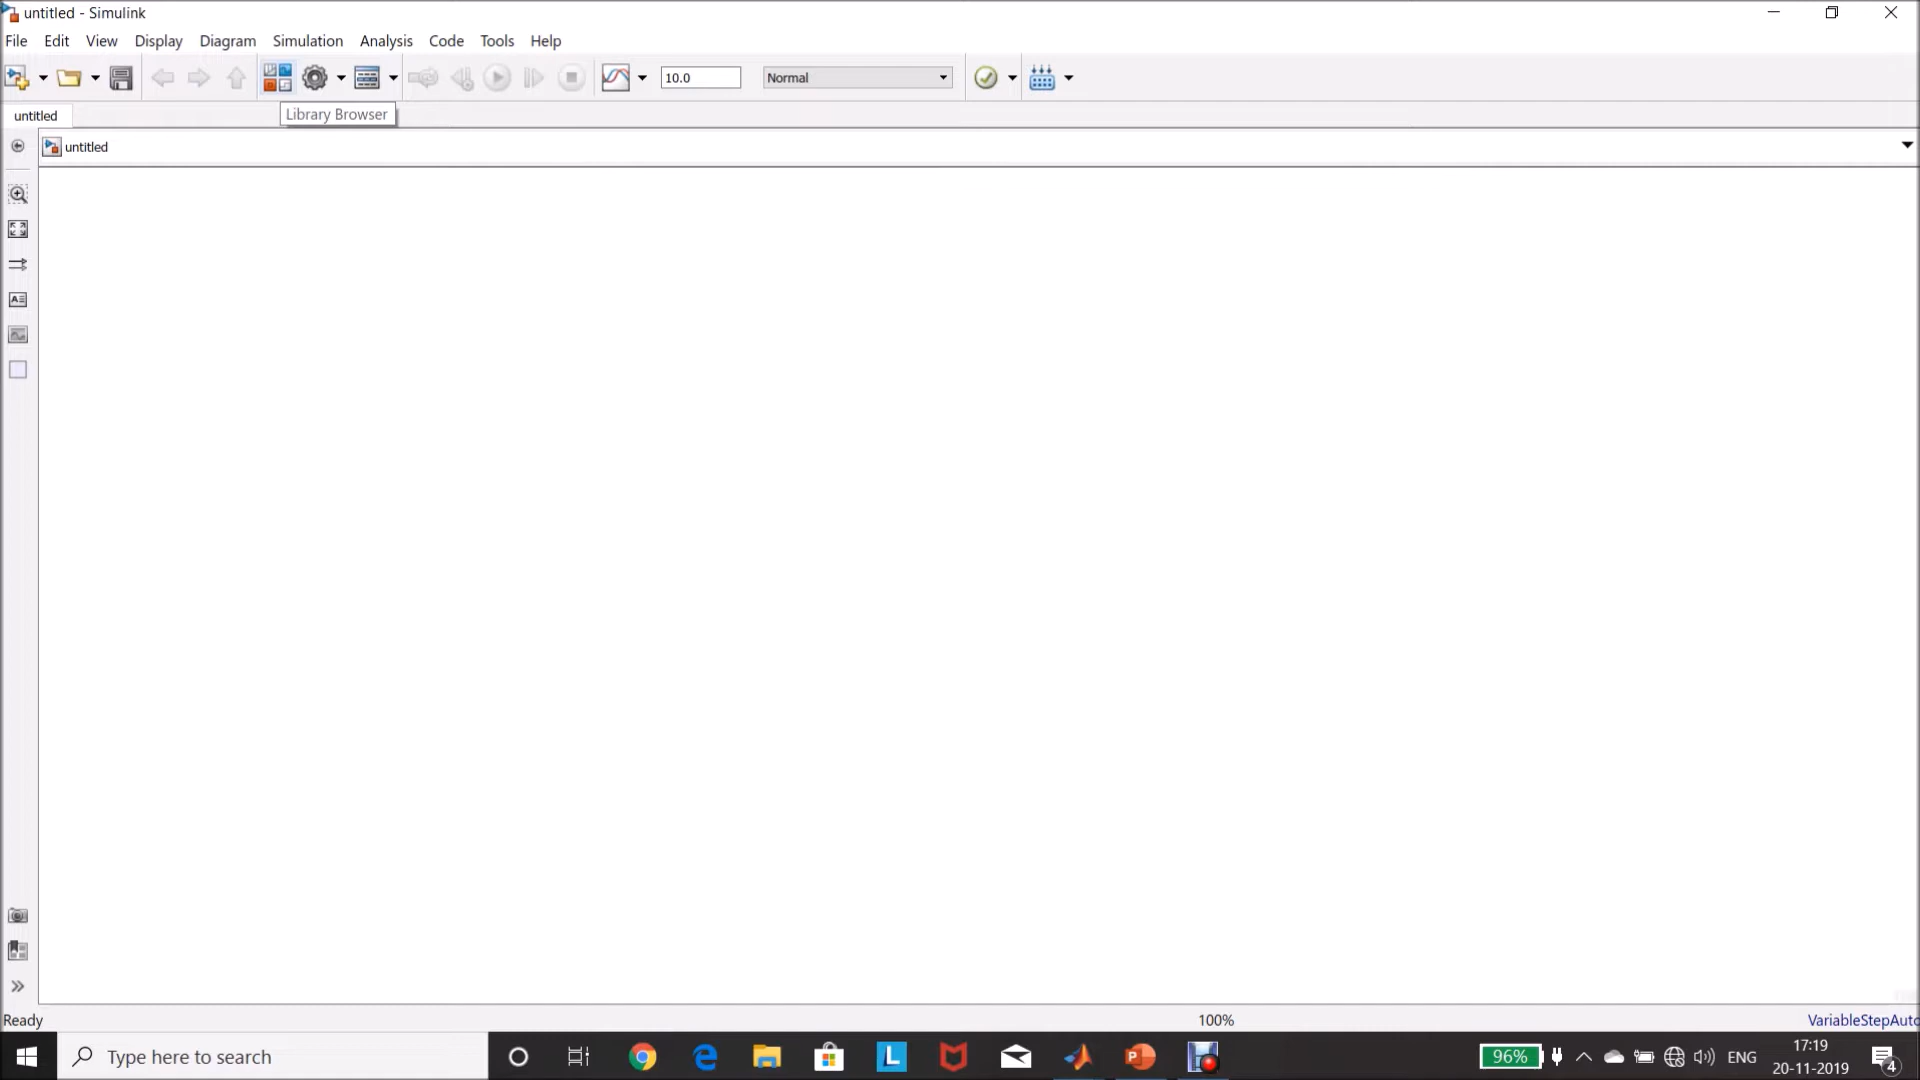 untitled - Simulink
File Edit View Display Diagram Simulation Analysis Code Tools Help
10.0 Normal
Library Browser
untitled
untitled
Ready 100% VariableStepAuto
Type here to search
96% ENG 17:19
20-11-2019
4